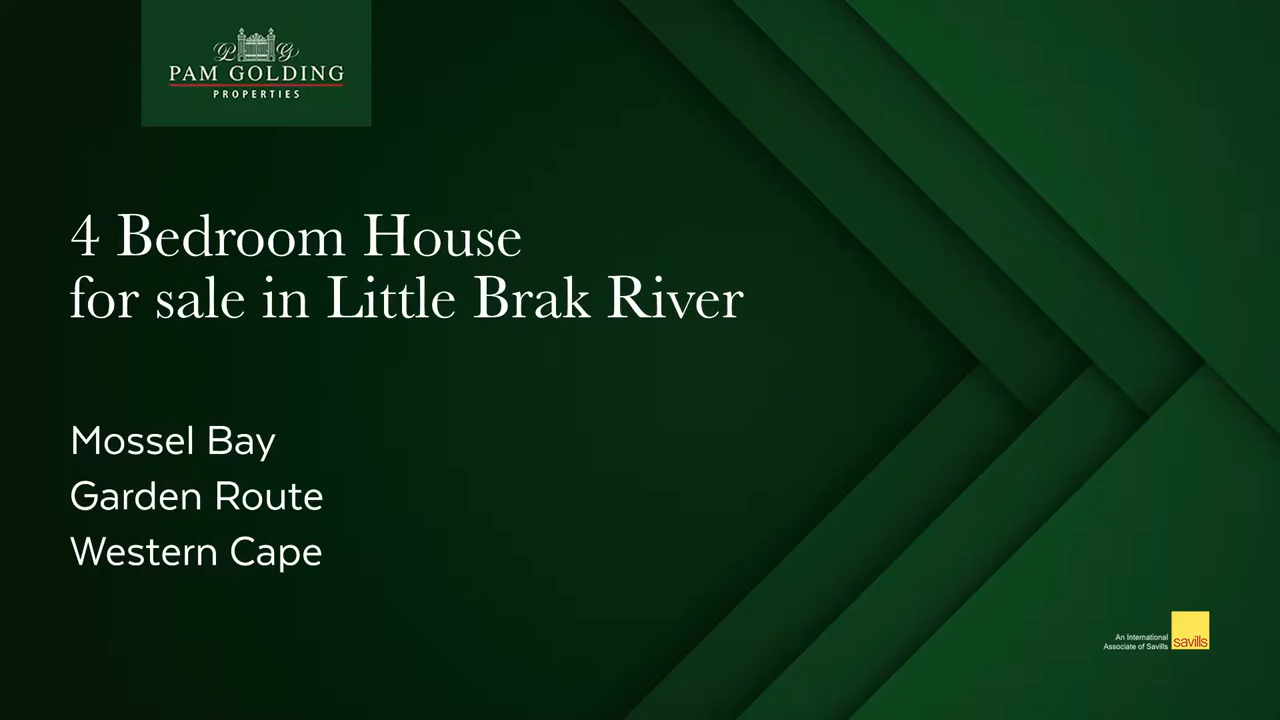 P G
PAM GOLDING
PROPERTIES
4 Bedroom House
for sale in Little Brak River
Mossel Bay
Garden Route
Western Cape
An International
Associate of Savills
savills